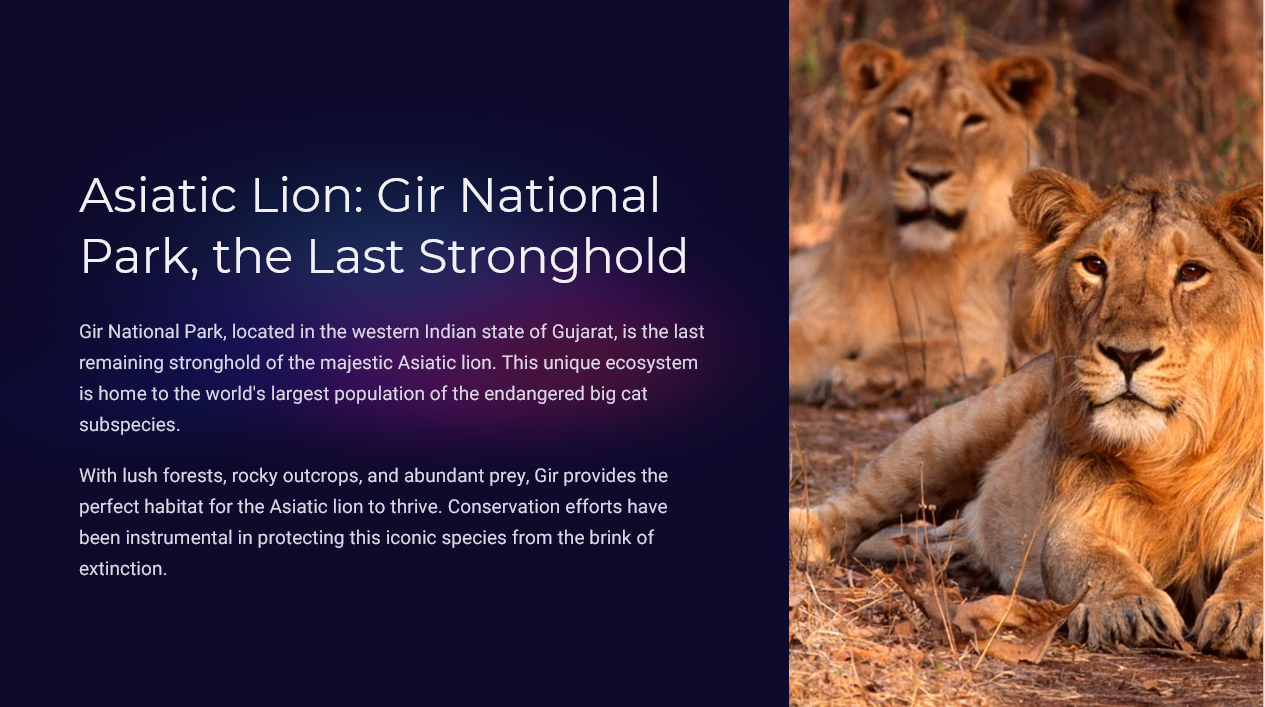 Asiatic Lion: Gir National
Park, the Last Stronghold
Gir National Park, located in the western Indian state of Gujarat, is the last
remaining stronghold of the majestic Asiatic lion. This unique ecosystem
is home to the world's largest population of the endangered big cat
subspecies.
With lush forests, rocky outcrops, and abundant prey, Gir provides the
perfect habitat for the Asiatic lion to thrive. Conservation efforts have
been instrumental in protecting this iconic species from the brink of
extinction.